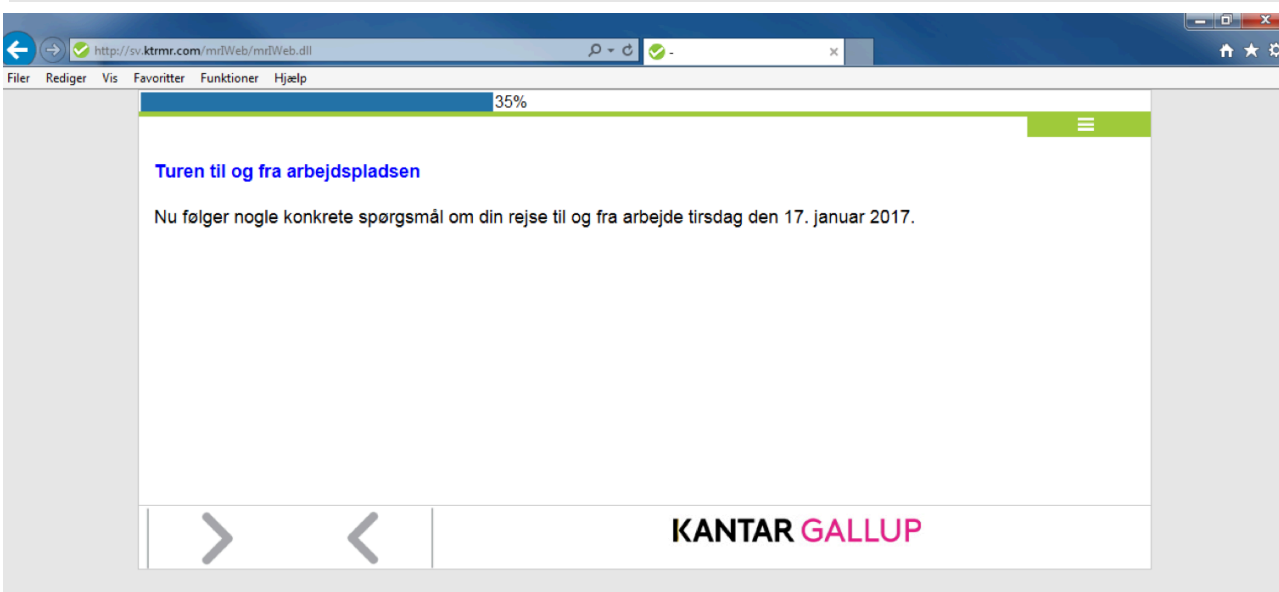 http://sv.ktrmr.com/mrIWeb/mrIWeb.dll
-
Filer Rediger Vis Favoritter Funktioner Hjælp
35%
Turen til og fra arbejdspladsen
Nu følger nogle konkrete spørgsmål om din rejse til og fra arbejde tirsdag den 17. januar 2017.
KANTAR GALLUP